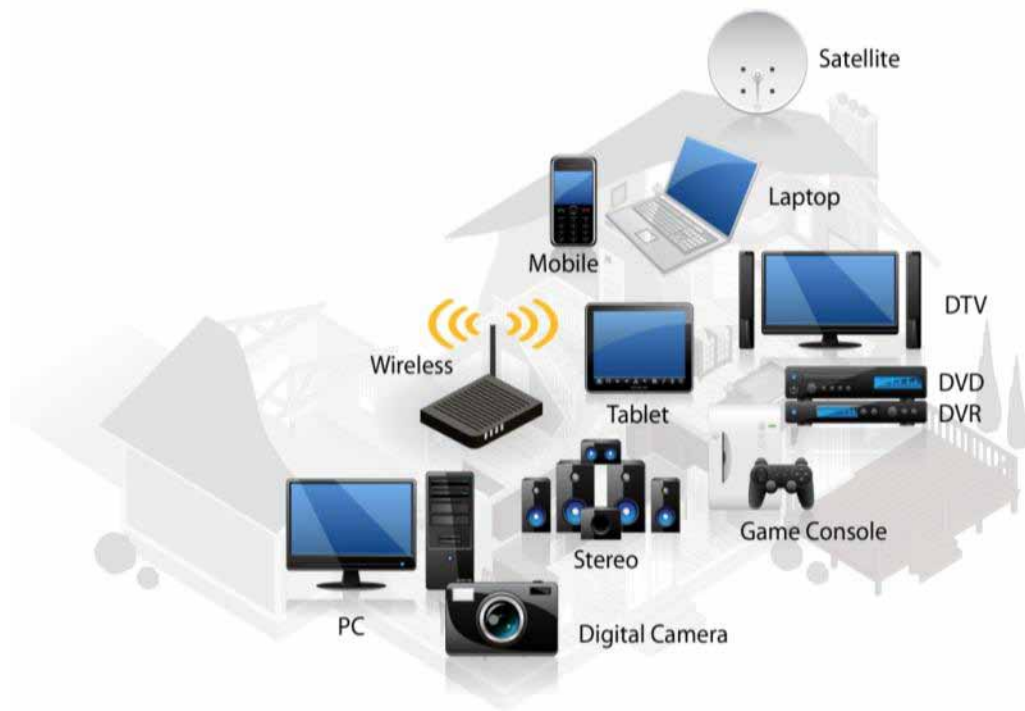 Satellite
Laptop
Mobile
DTV
Wireless
Tablet
DVD
DVR
Game Console
Stereo
PC
Digital Camera